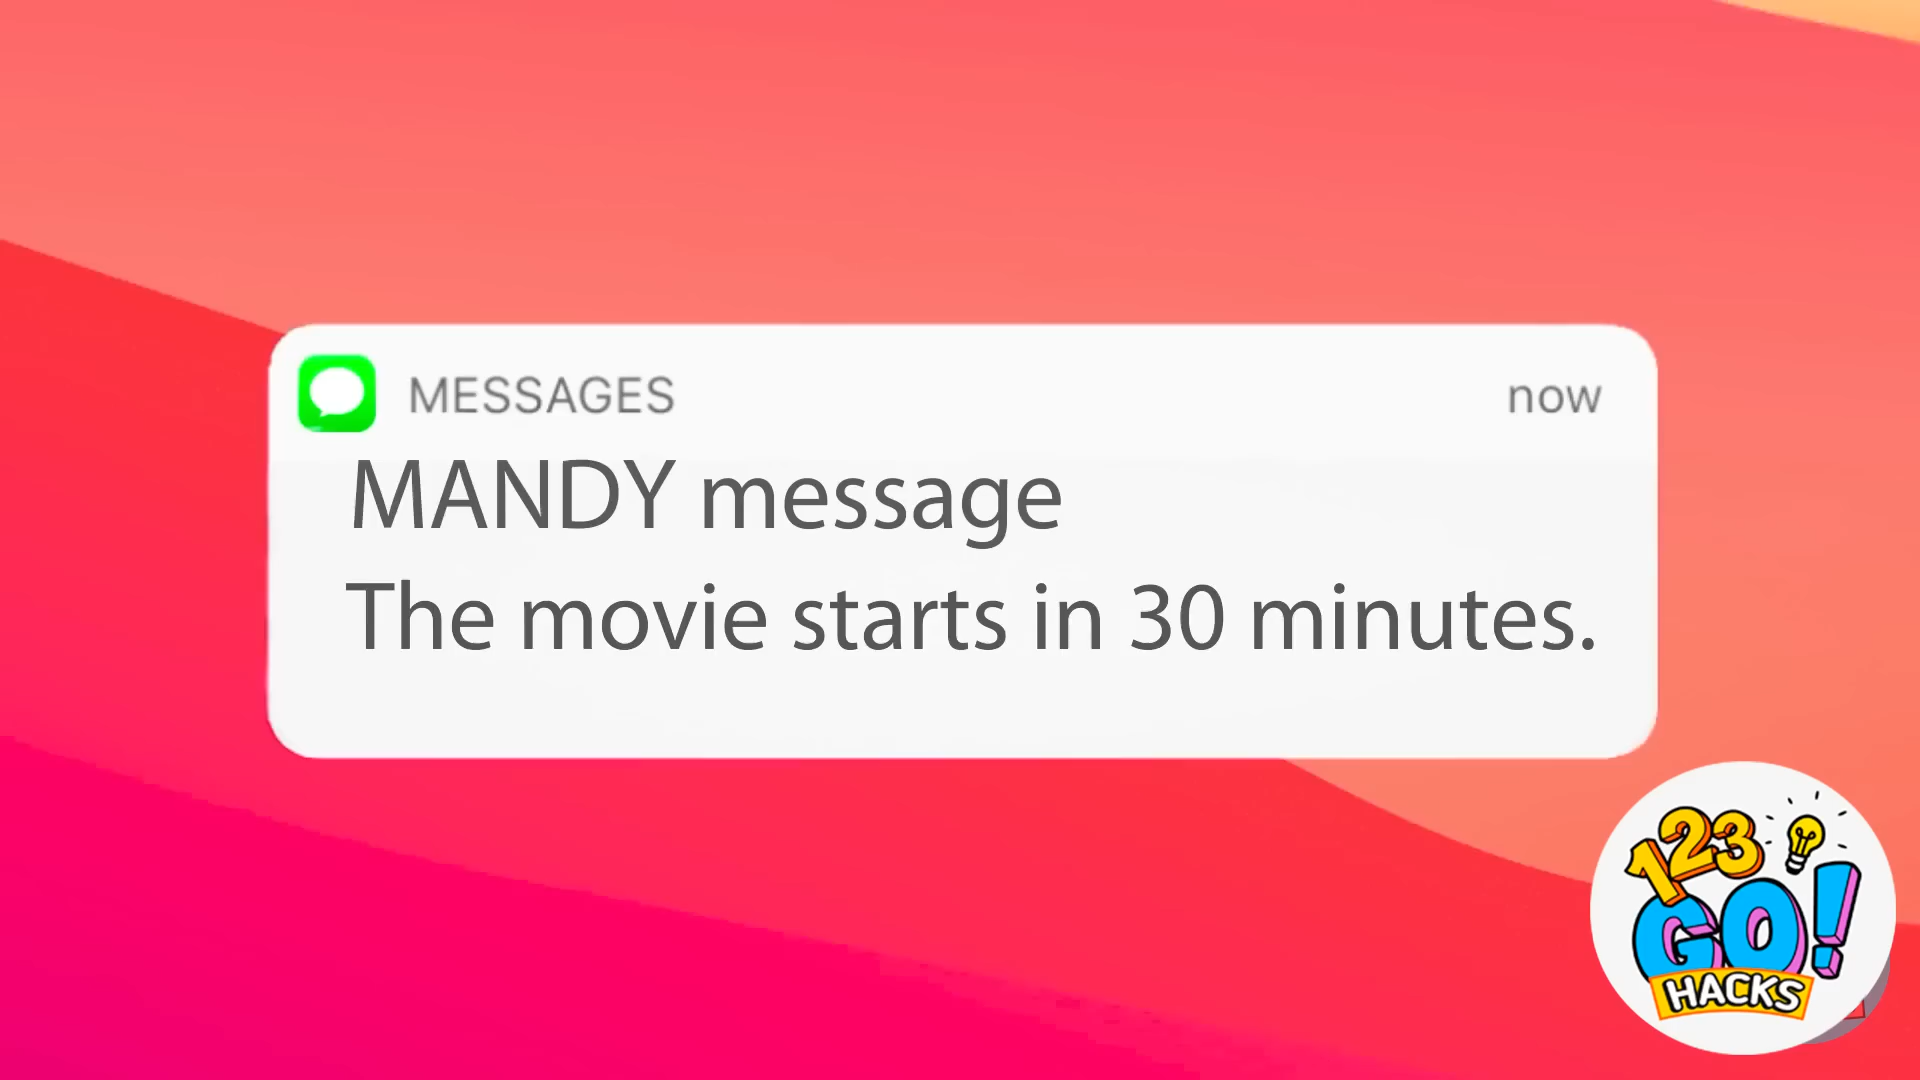 MESSAGES now
MANDY message
The movie starts in 30 minutes.
123
GO!
HACKS